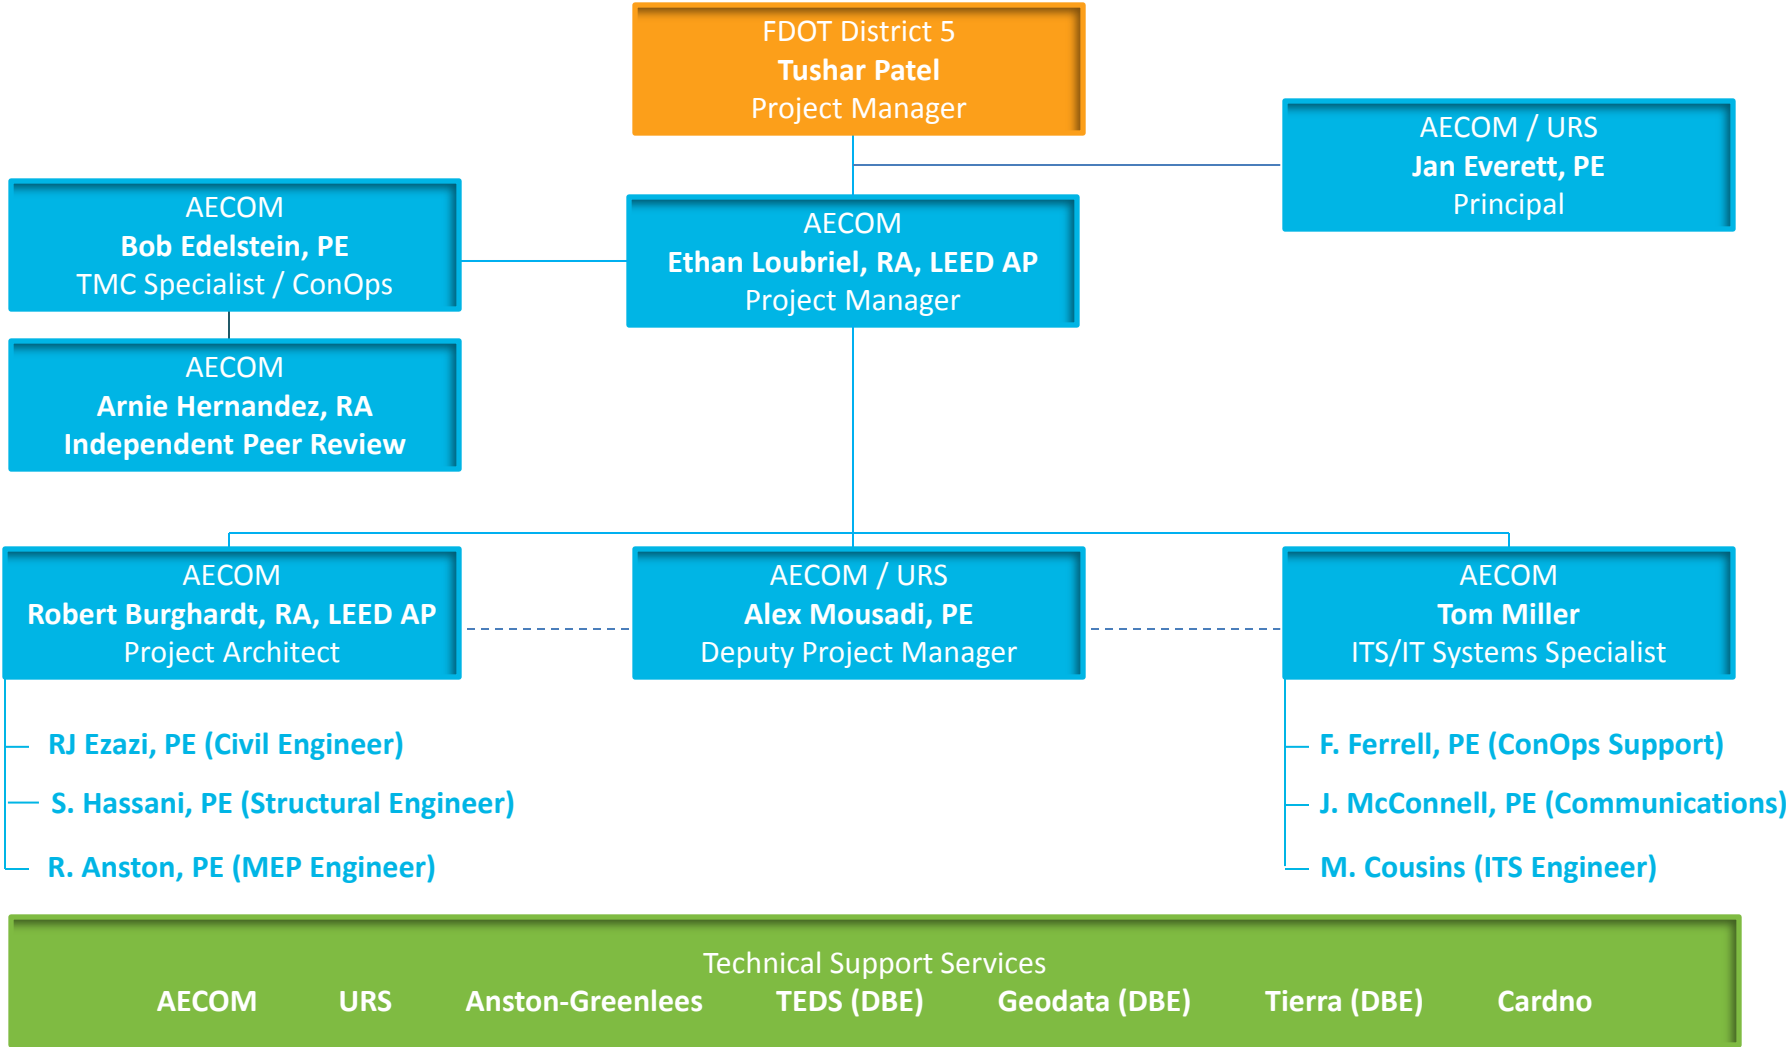 FDOT District 5
Tushar Patel
Project Manager
AECOM / URS
Jan Everett, PE
Principal
AECOM
Bob Edelstein, PE
TMC Specialist / ConOps
AECOM
Ethan Loubriel, RA, LEED AP
Project Manager
AECOM
Arnie Hernandez, RA
Independent Peer Review
AECOM
Robert Burghardt, RA, LEED AP
Project Architect
AECOM / URS
Alex Mousadi, PE
Deputy Project Manager
AECOM
Tom Miller
ITS/IT Systems Specialist
RJ Ezazi, PE (Civil Engineer)
S. Hassani, PE (Structural Engineer)
R. Anston, PE (MEP Engineer)
F. Ferrell, PE (ConOps Support)
J. McConnell, PE (Communications)
M. Cousins (ITS Engineer)
Technical Support Services
AECOM URS Anston-Greenlees TEDS (DBE) Geodata (DBE) Tierra (DBE) Cardno